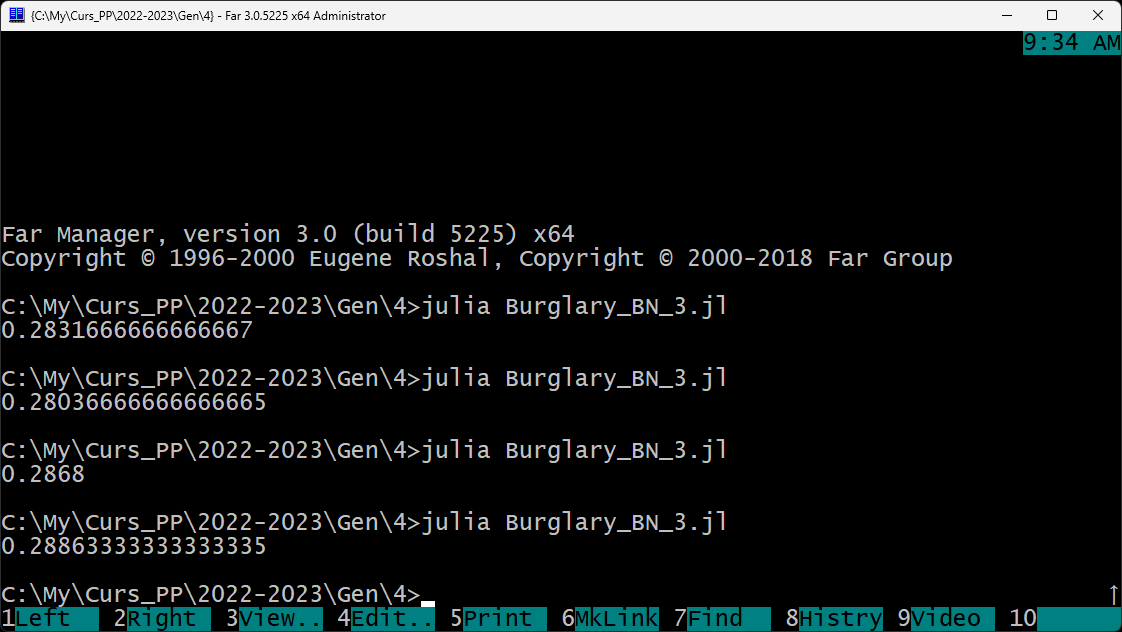 {C:\My\Curs_PP\2022-2023\Gen\4} - Far 3.0.5225 x64 Administrator
9:34 AM
Far Manager, version 3.0 (build 5225) x64
Copyright © 1996-2000 Eugene Roshal, Copyright © 2000-2018 Far Group
C:\My\Curs_PP\2022-2023\Gen\4>julia Burglary_BN_3.jl
0.2831666666666667
C:\My\Curs_PP\2022-2023\Gen\4>julia Burglary_BN_3.jl
0.28036666666666665
C:\My\Curs_PP\2022-2023\Gen\4>julia Burglary_BN_3.jl
0.2868
C:\My\Curs_PP\2022-2023\Gen\4>julia Burglary_BN_3.jl
0.28863333333333335
C:\My\Curs_PP\2022-2023\Gen\4>
1Left 2Right 3View.. 4Edit.. 5Print 6MkLink 7Find 8Histry 9Video 10